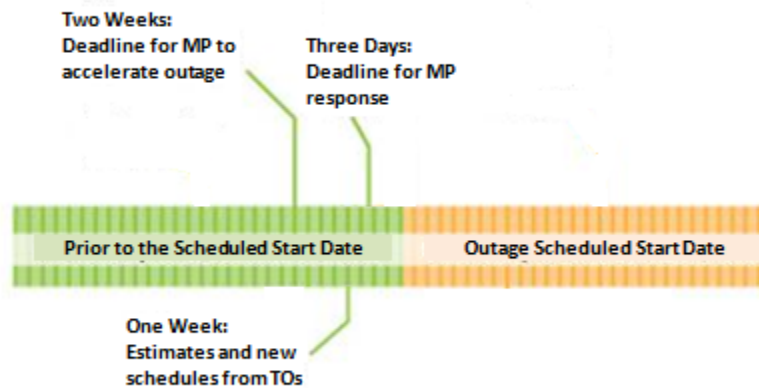 Two Weeks:
Deadline for MP to
accelerate outage
Three Days:
Deadline for MP
response
Prior to the Scheduled Start Date
Outage Scheduled Start Date
One Week:
Estimates and new
schedules from TOs